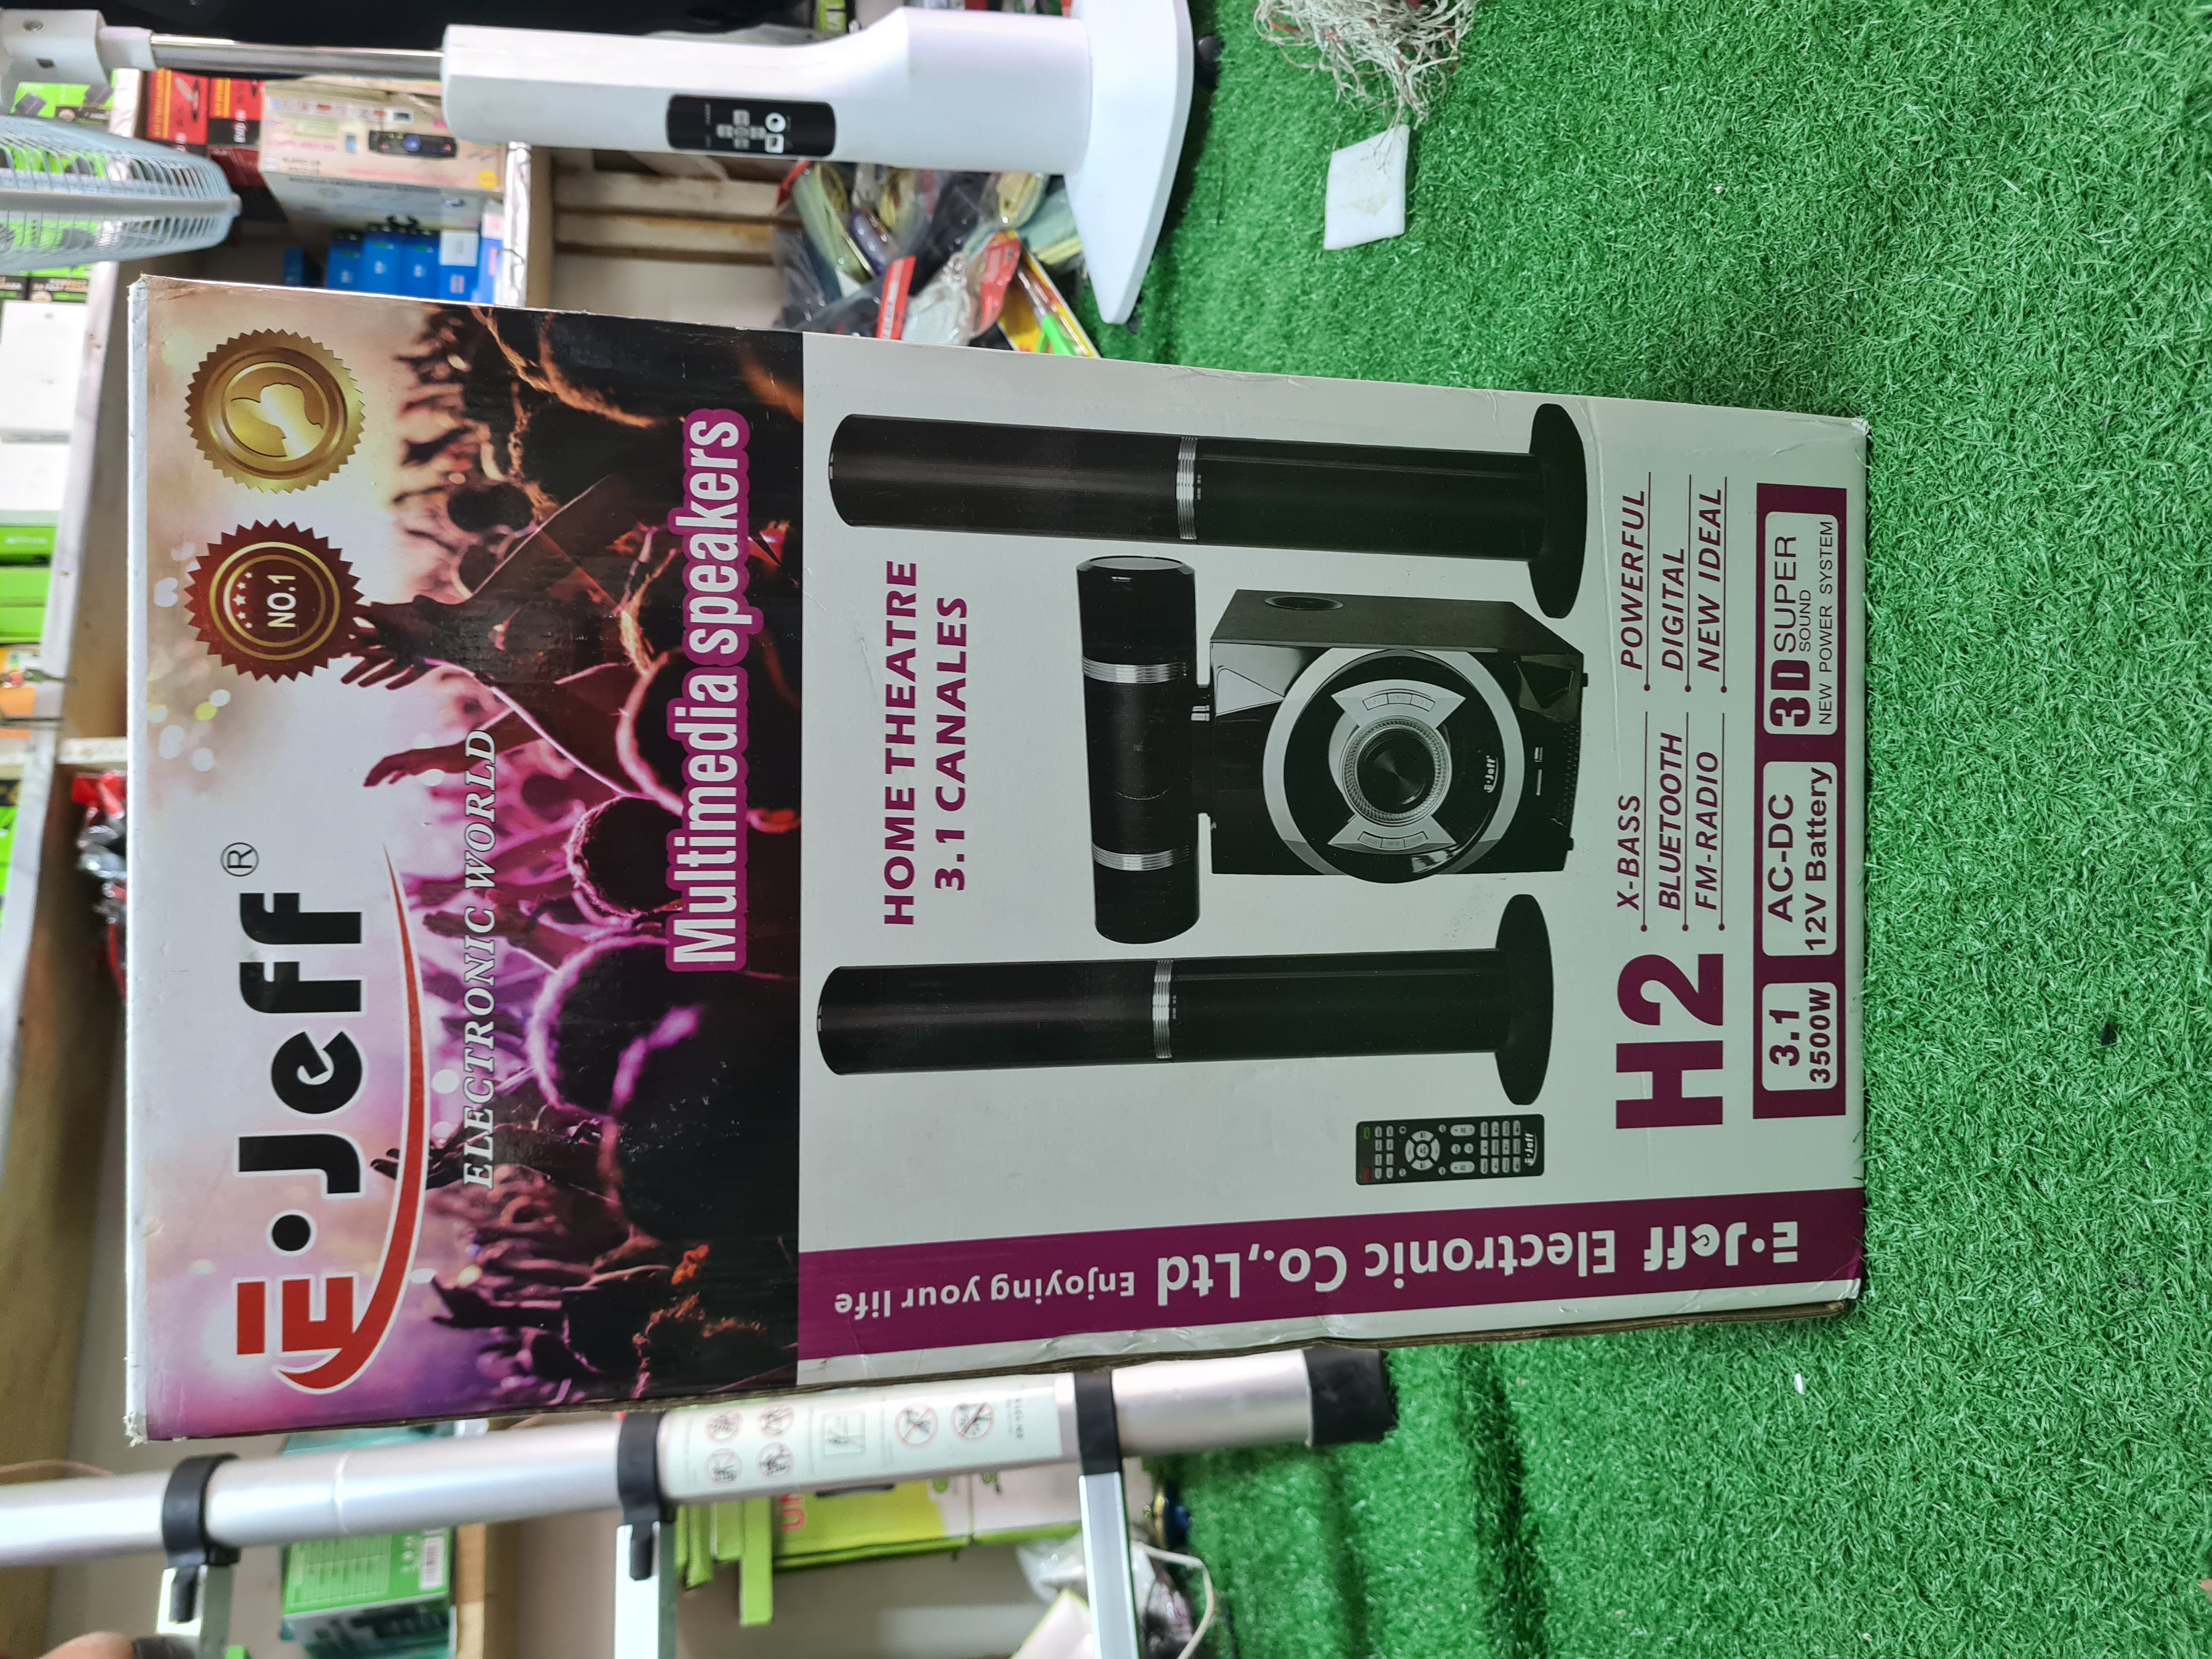 E·Jeff®
NO.1
ELECTRONIC WORLD
Multimedia speakers
HOME THEATRE
3.1 CANALES
E·Jeff Electronic Co.,Ltd Enjoying your life
E·Jeff
E·Jeff
H2
X-BASS
BLUETOOTH
FM-RADIO
POWERFUL
DIGITAL
NEW IDEAL
3.1
3500W
AC-DC
12V Battery
3D SUPER
SOUND
NEW POWER SYSTEM